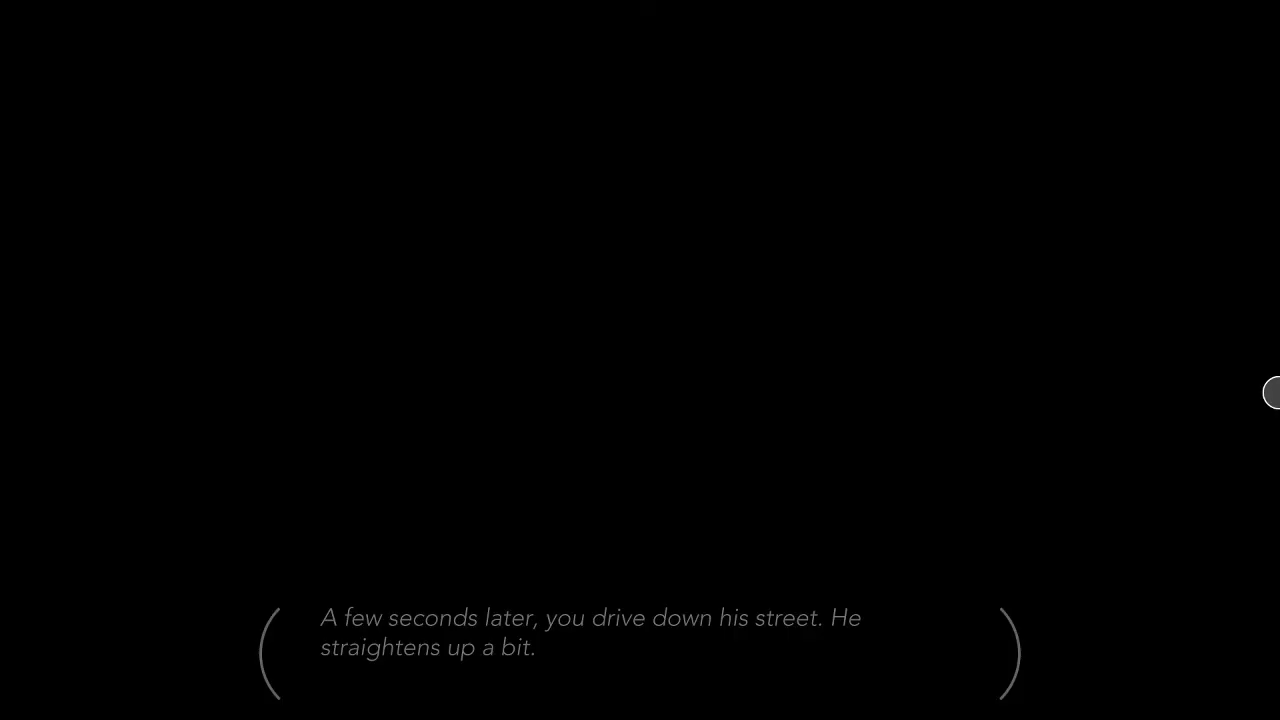 A few seconds later, you drive down his street. He
straightens up a bit.